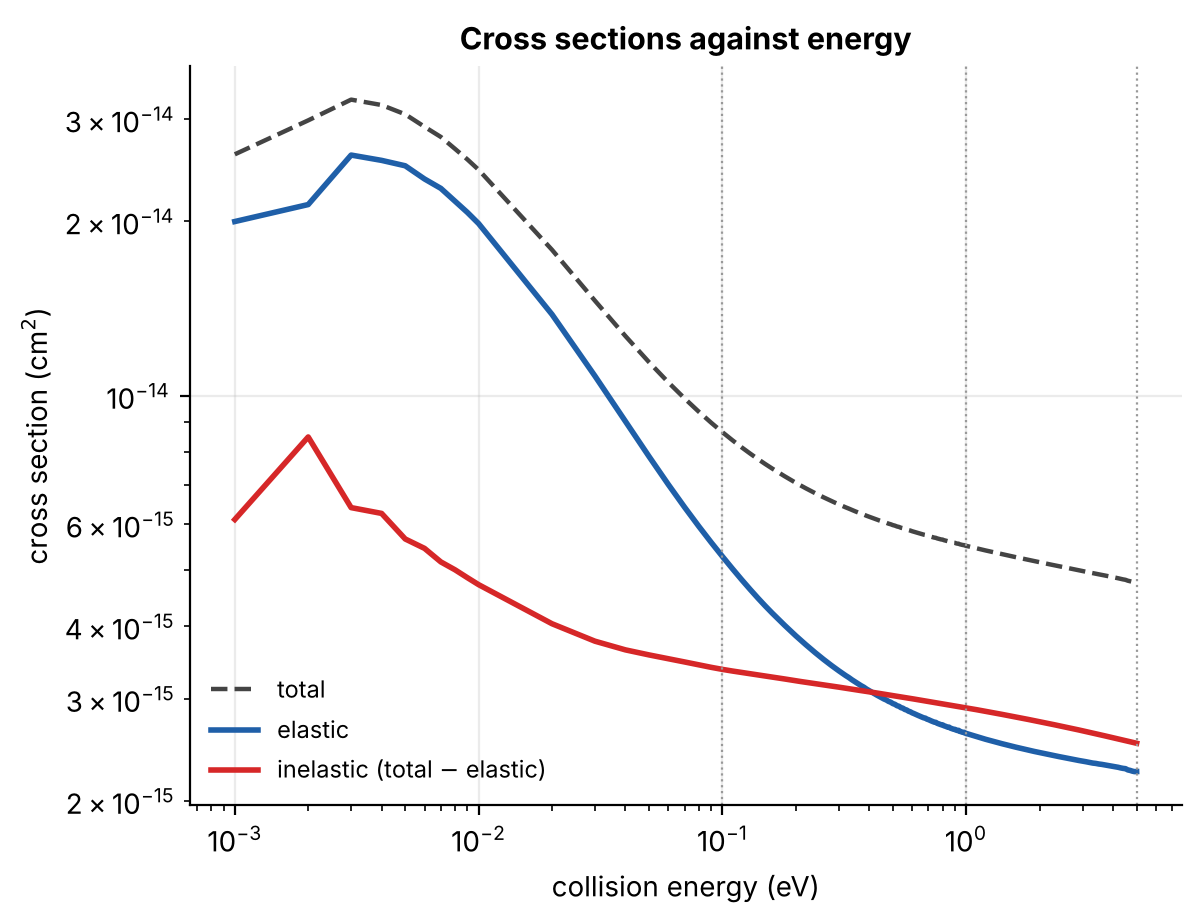 Cross sections against energy
3 × 10⁻¹⁴
2 × 10⁻¹⁴
10⁻¹⁴
6 × 10⁻¹⁵
4 × 10⁻¹⁵
3 × 10⁻¹⁵
2 × 10⁻¹⁵
cross section (cm²)
total
elastic
inelastic (total − elastic)
10⁻³ 10⁻² 10⁻¹ 10⁰
collision energy (eV)